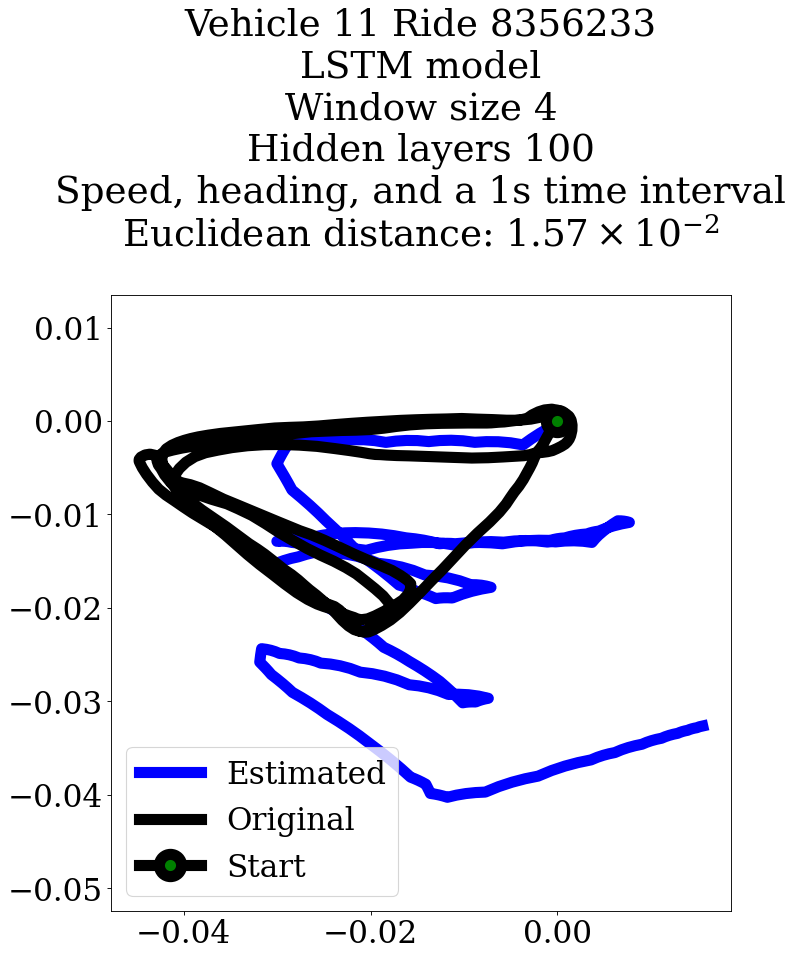 Vehicle 11 Ride 8356233
LSTM model
Window size 4
Hidden layers 100
Speed, heading, and a 1s time interval
Euclidean distance: 1.57 × 10⁻²
0.01
0.00
−0.01
−0.02
−0.03
−0.04
−0.05
Estimated
Original
Start
−0.04
−0.02
0.00